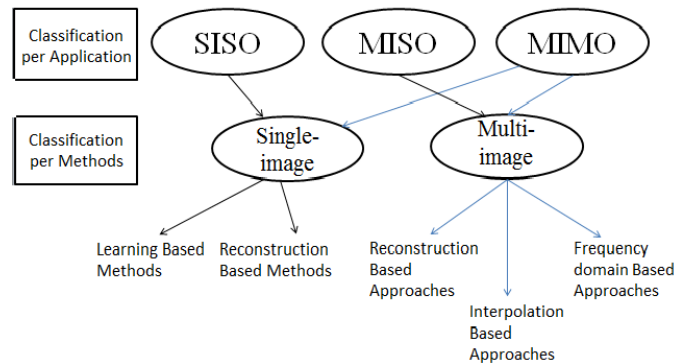 Classification
per Application
SISO
MISO
MIMO
Classification
per Methods
Single-
image
Multi-
image
Learning Based
Methods
Reconstruction
Based Methods
Reconstruction
Based
Approaches
Interpolation
Based
Approaches
Frequency
domain Based
Approaches